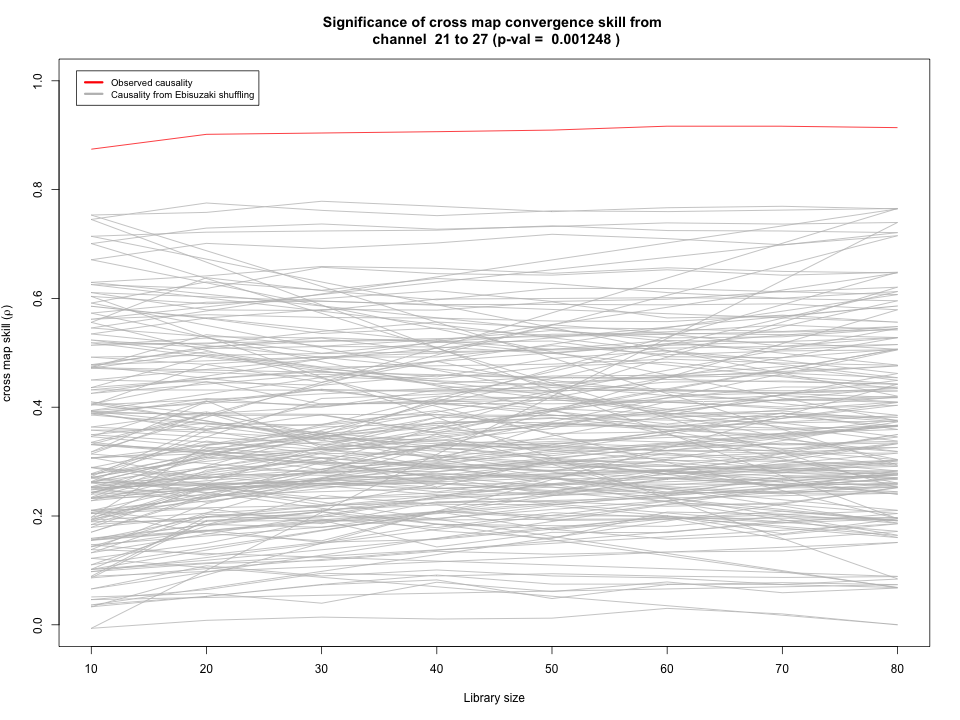 Significance of cross map convergence skill from
channel  21 to 27 (p-val =  0.001248 )
Observed causality
Causality from Ebisuzaki shuffling
1.0
0.8
0.6
0.4
0.2
0.0
cross map skill (ρ)
10 20 30 40 50 60 70 80
Library size